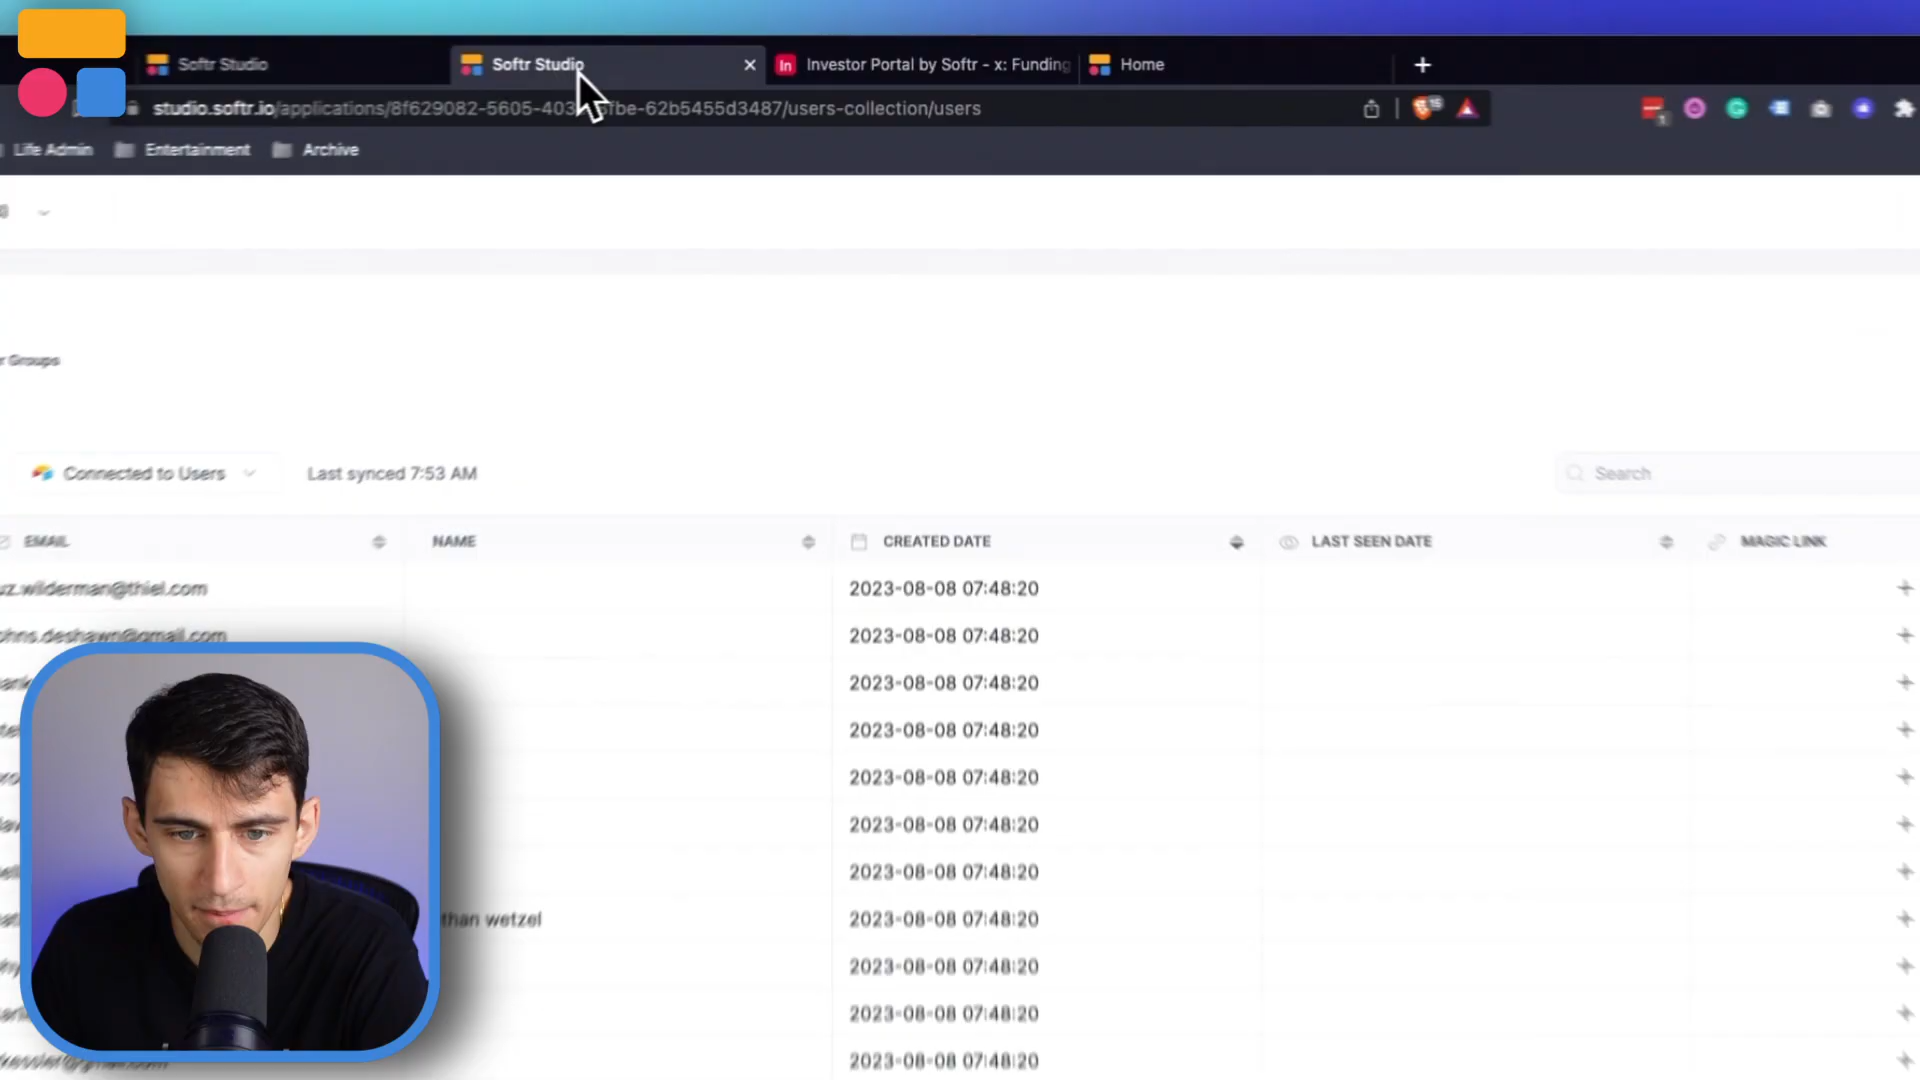 Softr Studio
Softr Studio
In
Investor Portal by Softr - x: Funding
Home
studio.softr.io/applications/8f629082-5605-403 fbe-62b5455d3487/users-collection/users
15
1
Life Admin
Entertainment
Archive
r Groups
Connected to Users
Last synced 7:53 AM
Search
EMAIL
NAME
CREATED DATE
LAST SEEN DATE
MAGIC LINK
uz.wilderman@thiel.com
2023-08-08 07:48:20
ohns.deshawn@gmail.com
2023-08-08 07:48:20
2023-08-08 07:48:20
2023-08-08 07:48:20
2023-08-08 07:48:20
2023-08-08 07:48:20
2023-08-08 07:48:20
than wetzel
2023-08-08 07:48:20
2023-08-08 07:48:20
2023-08-08 07:48:20
2023-08-08 07:48:20